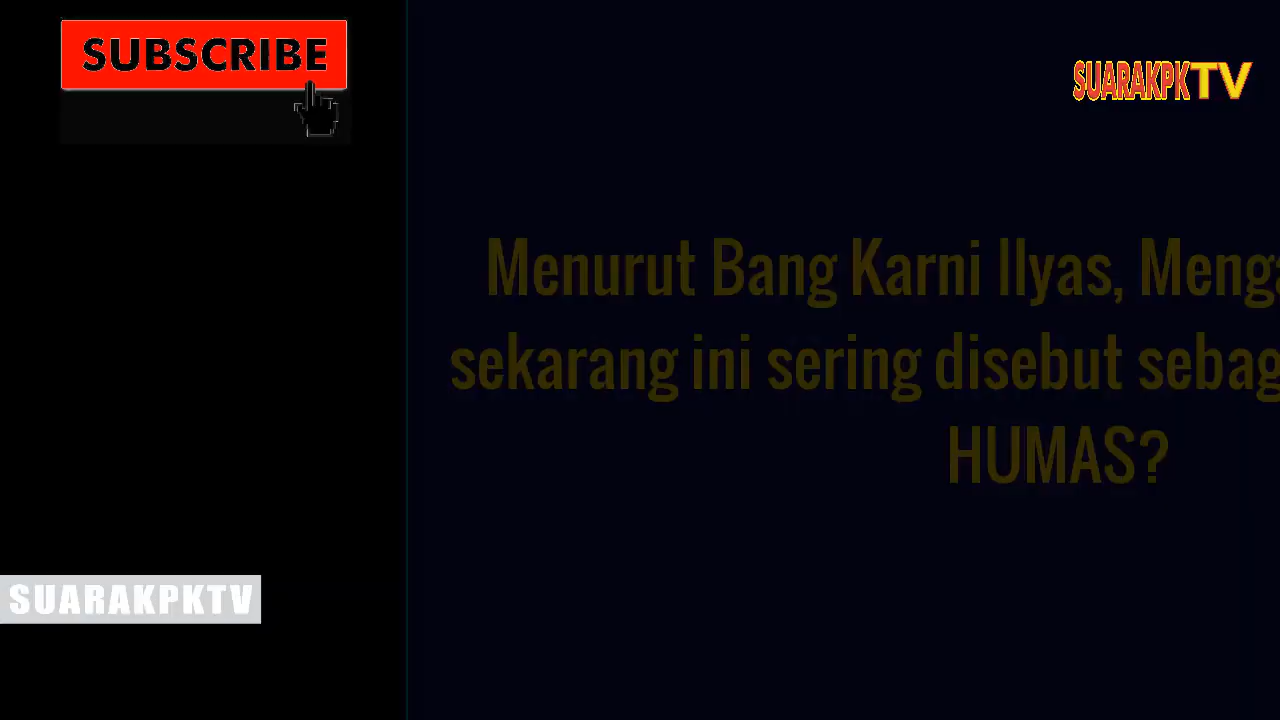 SUBSCRIBE
SUARAKPKTV
Menurut Bang Karni Ilyas,
sekarang ini sering disebut
HUMAS?
SUARAKPKTV